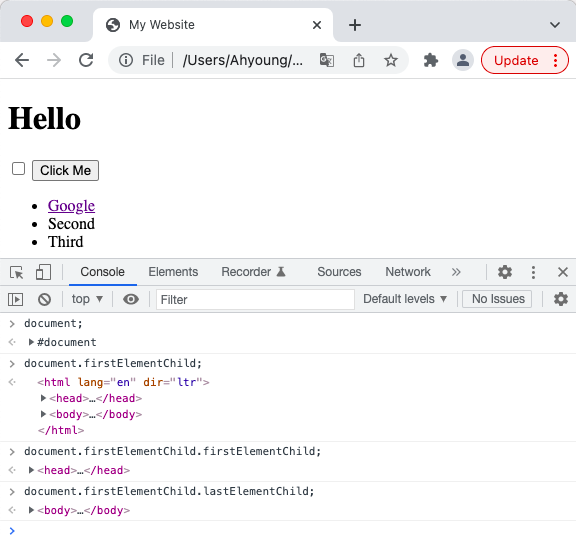 My Website
File | /Users/Ahyoung/... Update
Hello
Click Me
Google
Second
Third
Console Elements Recorder Sources Network »
top Filter Default levels No Issues
document;
#document
document.firstElementChild;
<html lang="en" dir="ltr">
<head>…</head>
<body>…</body>
</html>
document.firstElementChild.firstElementChild;
<head>…</head>
document.firstElementChild.lastElementChild;
<body>…</body>